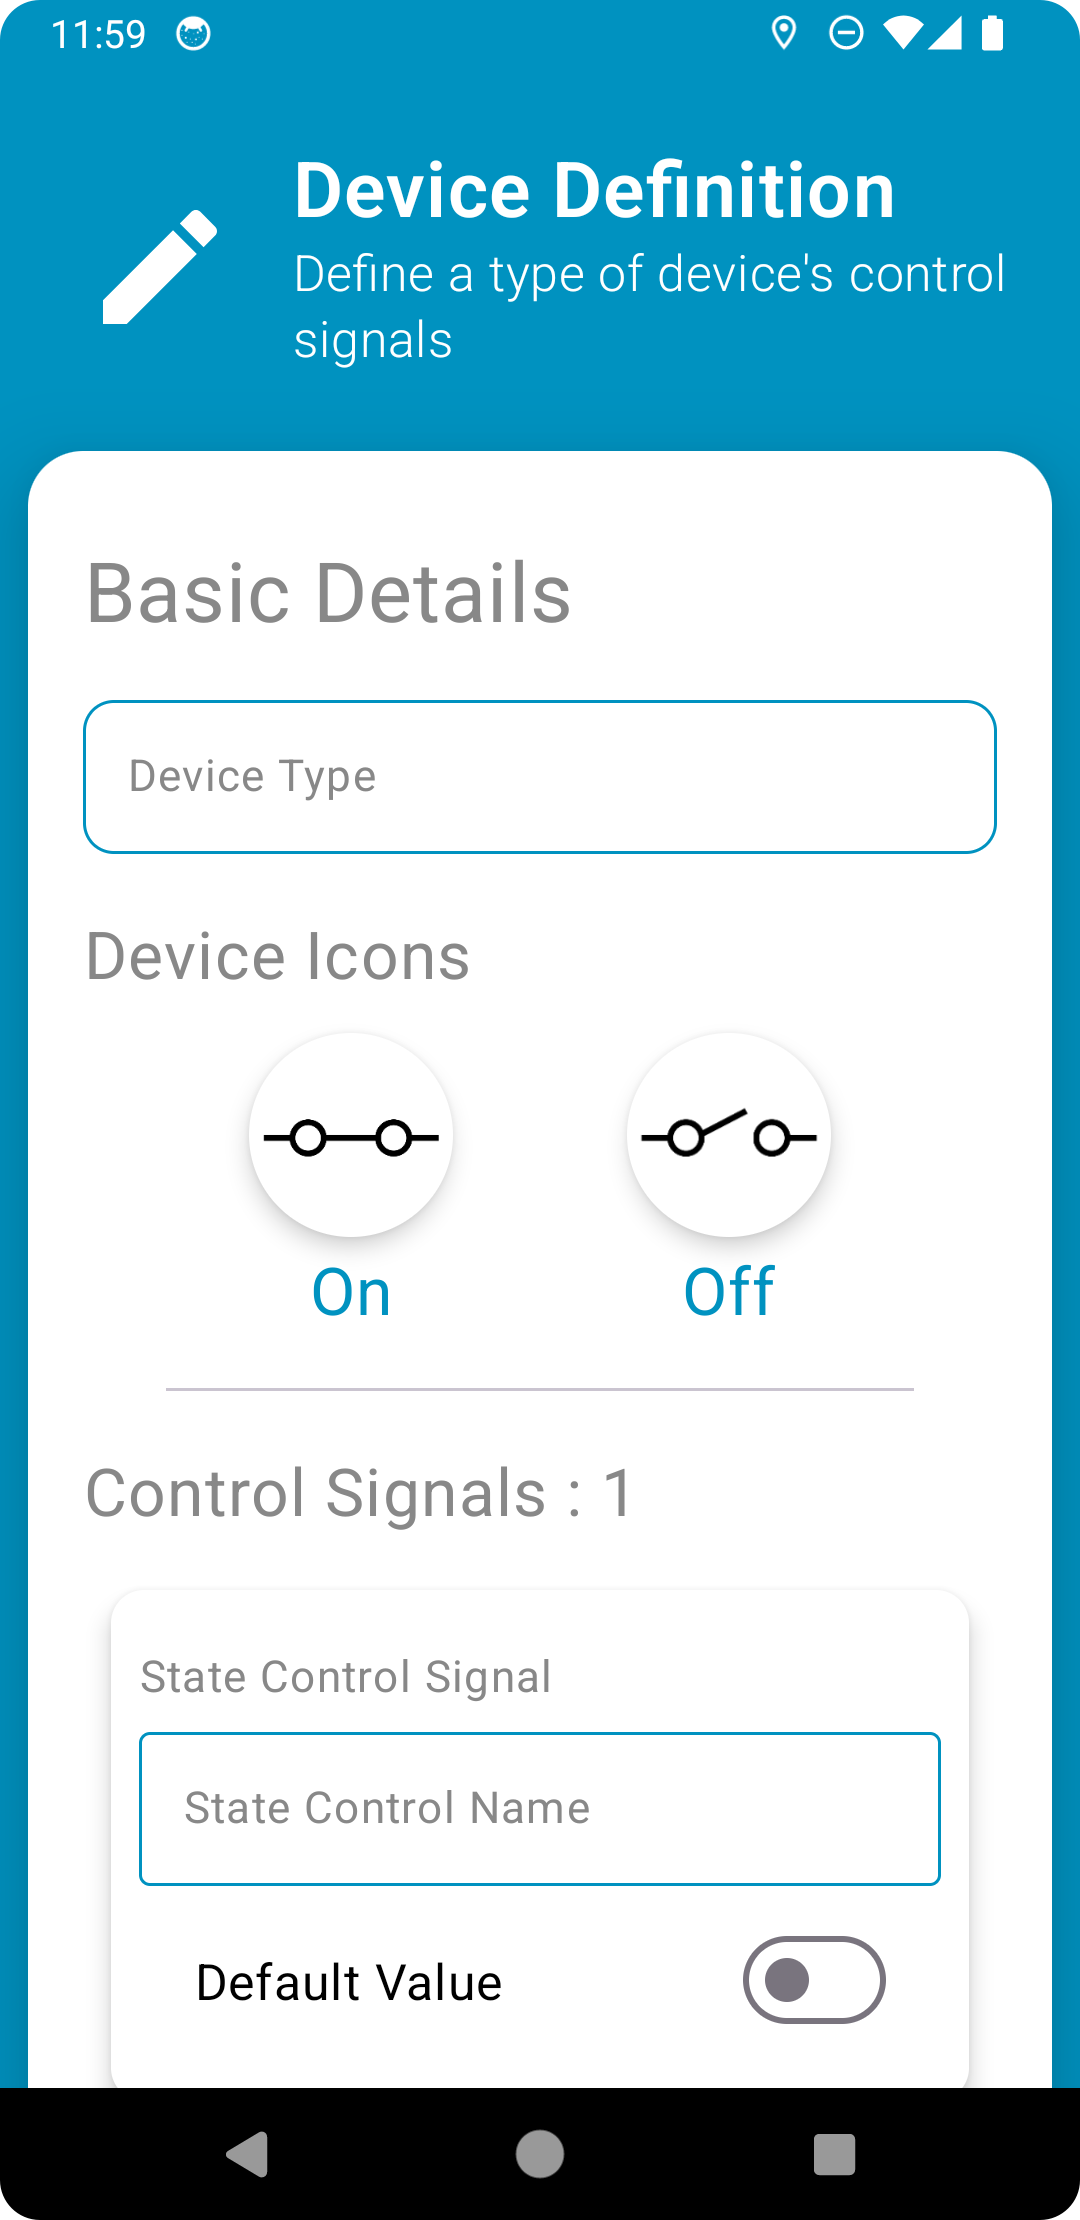 11:59
Device Definition
Define a type of device's control
signals
Basic Details
Device Type
Device Icons
On
Off
Control Signals : 1
State Control Signal
State Control Name
Default Value